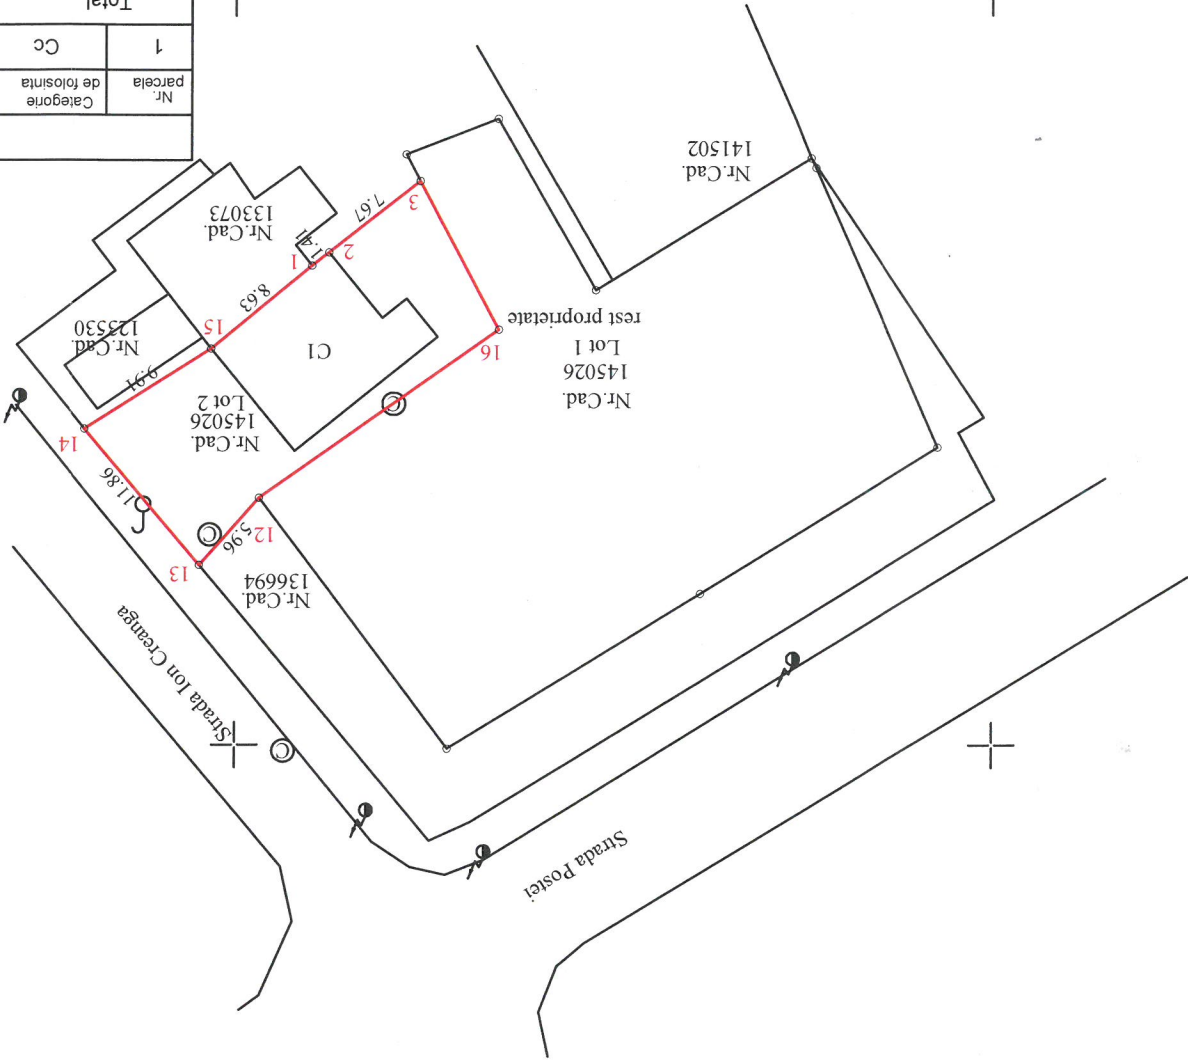 Total
1
Cc
Nr.
parcela
Categorie
de folosinta
Strada Postei
Strada Ion Creanga
Nr.Cad.
136694
13
5.96
12
11.86
14
Nr.Cad.
145026
Lot 2
9.91
Nr.Cad.
123530
15
8.63
C1
16
Nr.Cad.
145026
Lot 1
rest proprietate
1
1.41
2
7.67
3
Nr.Cad.
133073
Nr.Cad.
141502
C
C
C